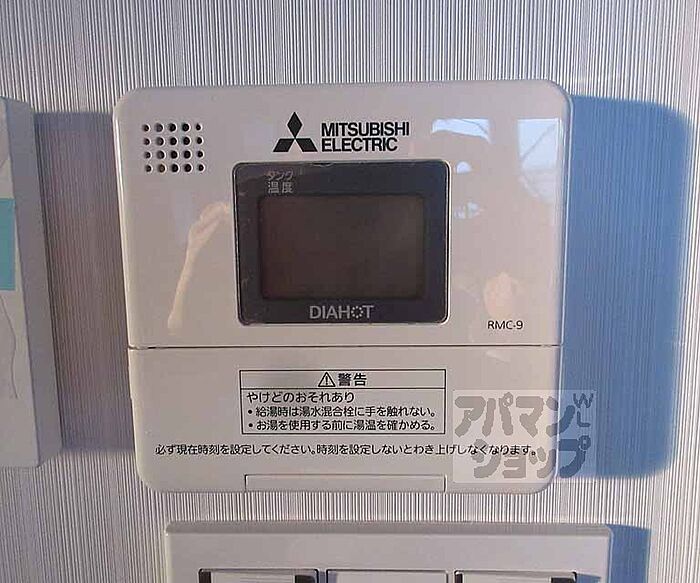 MITSUBISHI
ELECTRIC
タンク
温度
DIAHOT
RMC-9
⚠警告
やけどのおそれあり
・給湯時は湯水混合栓に手を触れない。
・お湯を使用する前に湯温を確かめる。
必ず現在時刻を設定してください。時刻を設定しないとわき上げしなくなります。
アパマン
ショップ